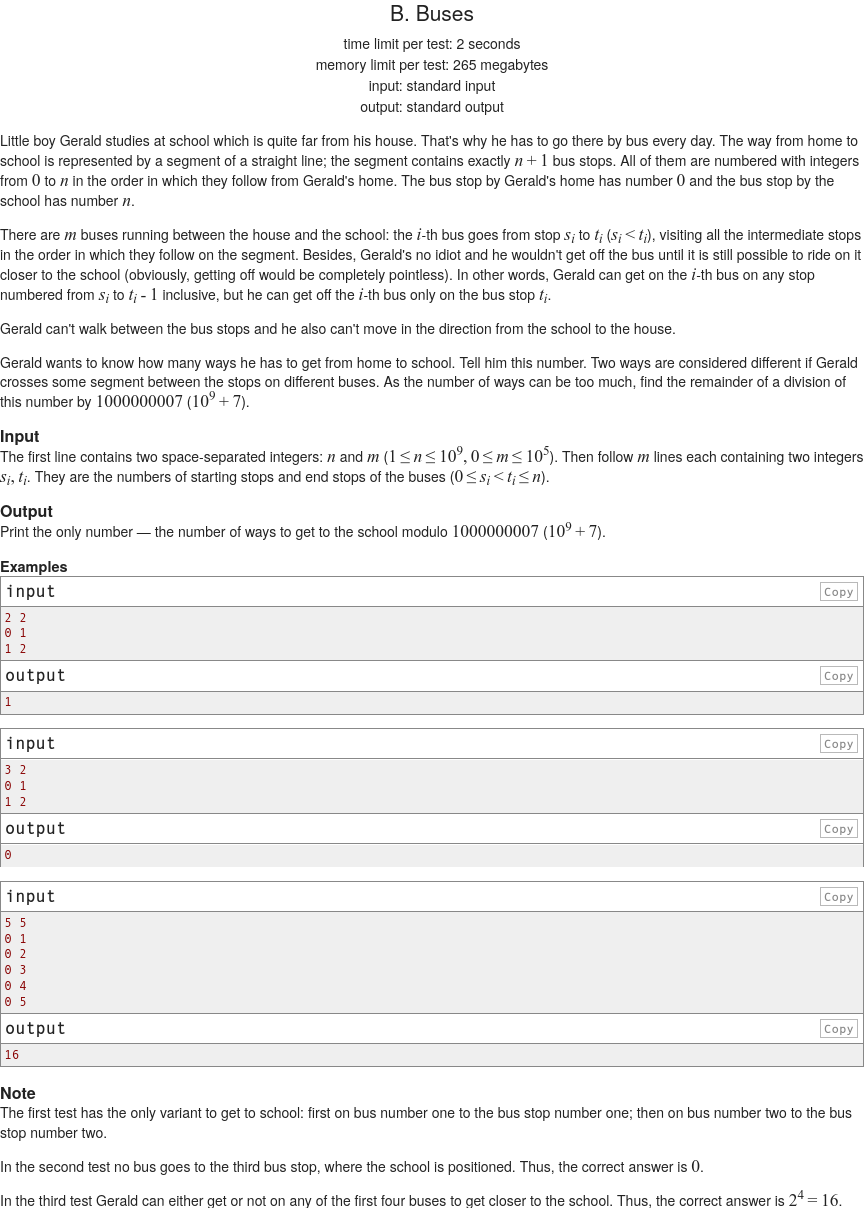 B. Buses
time limit per test: 2 seconds
memory limit per test: 265 megabytes
input: standard input
output: standard output
Little boy Gerald studies at school which is quite far from his house. That's why he has to go there by bus every day. The way from home to
school is represented by a segment of a straight line; the segment contains exactly n + 1 bus stops. All of them are numbered with integers
from 0 to n in the order in which they follow from Gerald's home. The bus stop by Gerald's home has number 0 and the bus stop by the
school has number n.
There are m buses running between the house and the school: the i-th bus goes from stop s_i to t_i (s_i < t_i), visiting all the intermediate stops
in the order in which they follow on the segment. Besides, Gerald's no idiot and he wouldn't get off the bus until it is still possible to ride on it
closer to the school (obviously, getting off would be completely pointless). In other words, Gerald can get on the i-th bus on any stop
numbered from s_i to t_i - 1 inclusive, but he can get off the i-th bus only on the bus stop t_i.
Gerald can't walk between the bus stops and he also can't move in the direction from the school to the house.
Gerald wants to know how many ways he has to get from home to school. Tell him this number. Two ways are considered different if Gerald
crosses some segment between the stops on different buses. As the number of ways can be too much, find the remainder of a division of
this number by 1000000007 (10^9 + 7).
Input
The first line contains two space-separated integers: n and m (1 ≤ n ≤ 10^9, 0 ≤ m ≤ 10^5). Then follow m lines each containing two integers
s_i, t_i. They are the numbers of starting stops and end stops of the buses (0 ≤ s_i < t_i ≤ n).
Output
Print the only number — the number of ways to get to the school modulo 1000000007 (10^9 + 7).
Examples
input Copy
2 2
0 1
1 2
output Copy
1
input Copy
3 2
0 1
1 2
output Copy
0
input Copy
5 5
0 1
0 2
0 3
0 4
0 5
output Copy
16
Note
The first test has the only variant to get to school: first on bus number one to the bus stop number one; then on bus number two to the bus
stop number two.
In the second test no bus goes to the third bus stop, where the school is positioned. Thus, the correct answer is 0.
In the third test Gerald can either get or not on any of the first four buses to get closer to the school. Thus, the correct answer is 2^4 = 16.